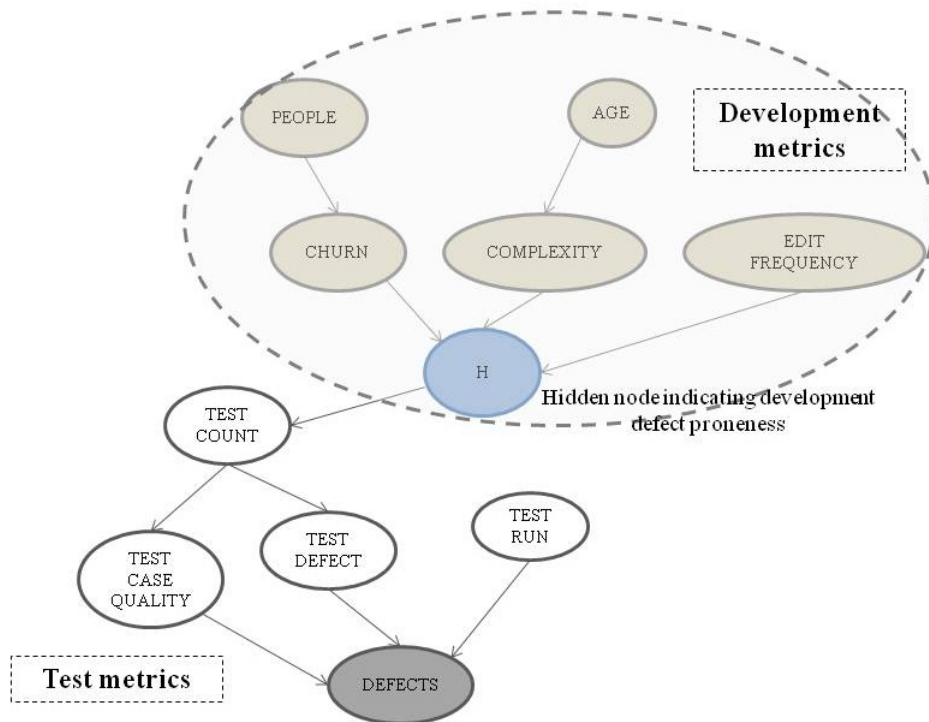 PEOPLE
AGE
Development
metrics
CHURN
COMPLEXITY
EDIT
FREQUENCY
H
Hidden node indicating development
defect proneness
TEST
COUNT
TEST
RUN
TEST
DEFECT
TEST
CASE
QUALITY
Test metrics
DEFECTS